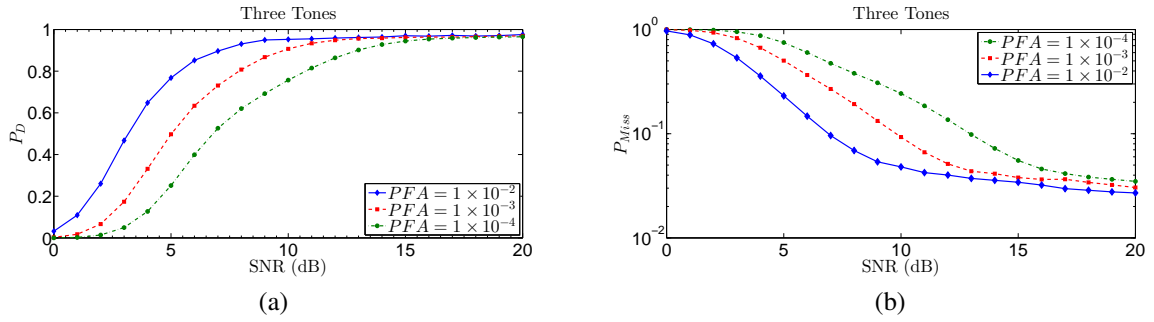 Three Tones
1
0.8
0.6
0.4
0.2
0
P_D
0 5 10 15 20
SNR (dB)
PFA = 1 × 10^{-2}
PFA = 1 × 10^{-3}
PFA = 1 × 10^{-4}
(a)
Three Tones
10^0
10^{-1}
10^{-2}
P_{Miss}
0 5 10 15 20
SNR (dB)
PFA = 1 × 10^{-4}
PFA = 1 × 10^{-3}
PFA = 1 × 10^{-2}
(b)